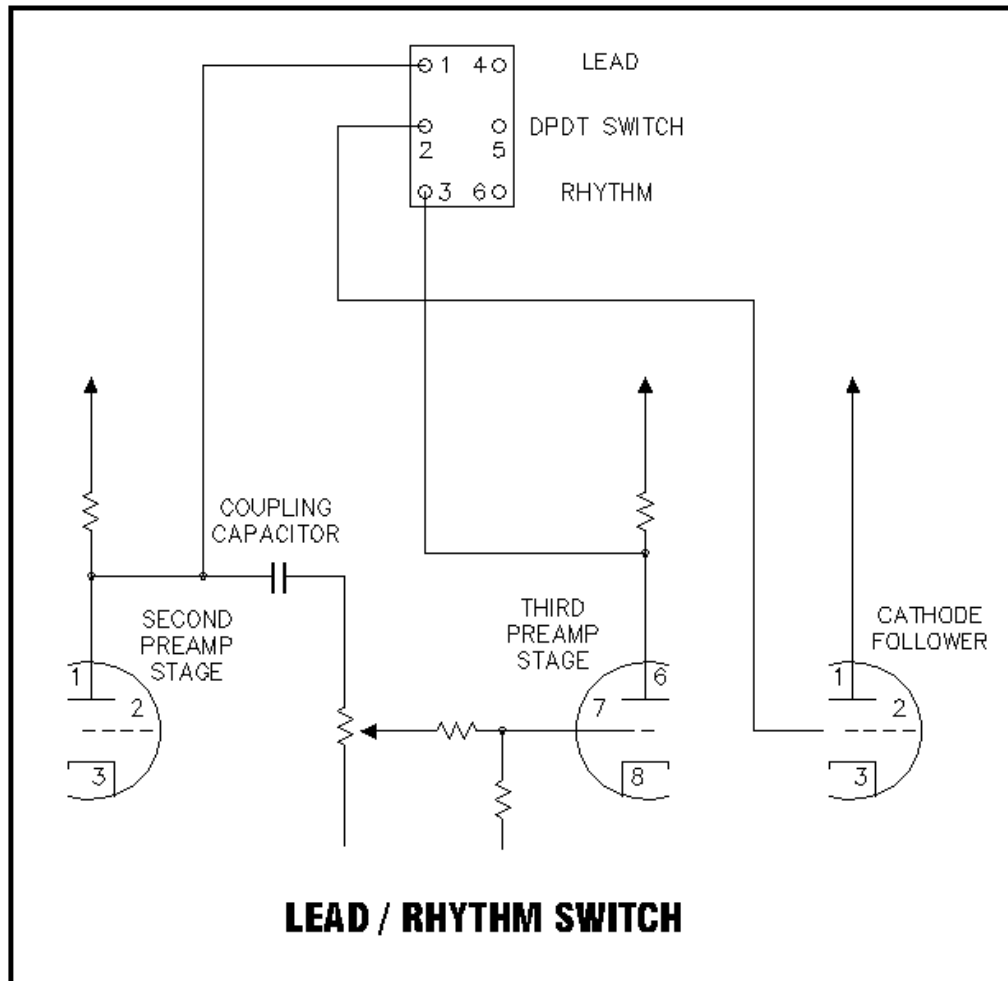 1 4 LEAD
DPDT SWITCH
2 5
3 6 RHYTHM
COUPLING
CAPACITOR
SECOND
PREAMP
STAGE
1
2
3
THIRD
PREAMP
STAGE
6
7
8
CATHODE
FOLLOWER
1
2
3
LEAD / RHYTHM SWITCH